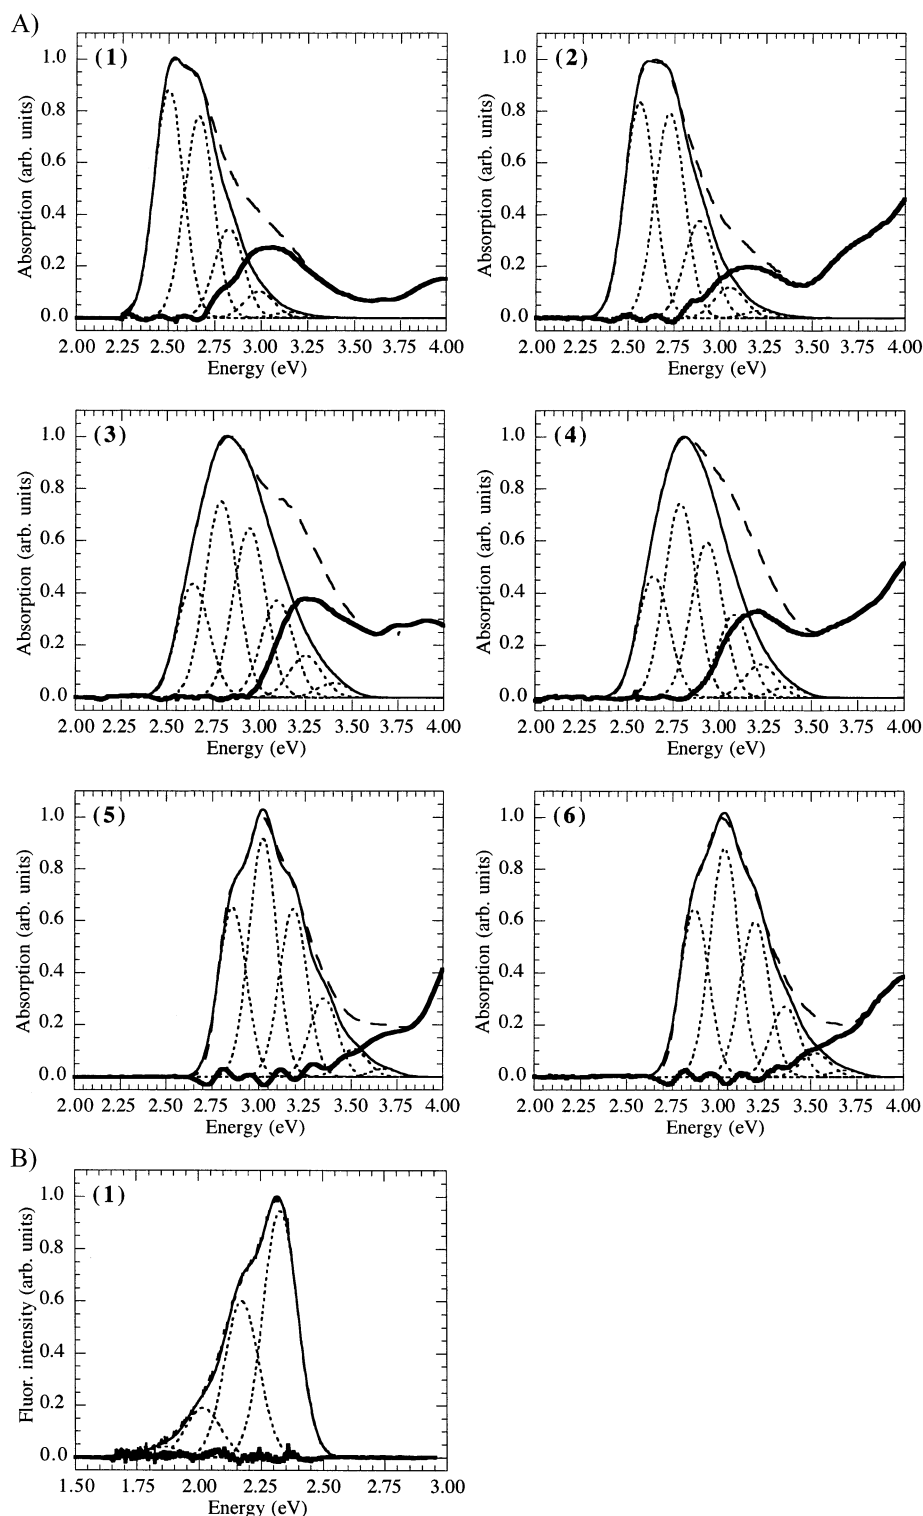 A)
(1)
(2)
1.0
0.8
0.6
0.4
0.2
0.0
Absorption (arb. units)
2.00 2.25 2.50 2.75 3.00 3.25 3.50 3.75 4.00
Energy (eV)
1.0
0.8
0.6
0.4
0.2
0.0
Absorption (arb. units)
2.00 2.25 2.50 2.75 3.00 3.25 3.50 3.75 4.00
Energy (eV)
(3)
(4)
1.0
0.8
0.6
0.4
0.2
0.0
Absorption (arb. units)
2.00 2.25 2.50 2.75 3.00 3.25 3.50 3.75 4.00
Energy (eV)
1.0
0.8
0.6
0.4
0.2
0.0
Absorption (arb. units)
2.00 2.25 2.50 2.75 3.00 3.25 3.50 3.75 4.00
Energy (eV)
(5)
(6)
1.0
0.8
0.6
0.4
0.2
0.0
Absorption (arb. units)
2.00 2.25 2.50 2.75 3.00 3.25 3.50 3.75 4.00
Energy (eV)
1.0
0.8
0.6
0.4
0.2
0.0
Absorption (arb. units)
2.00 2.25 2.50 2.75 3.00 3.25 3.50 3.75 4.00
Energy (eV)
B)
(1)
1.0
0.8
0.6
0.4
0.2
0.0
Fluor. intensity (arb. units)
1.50 1.75 2.00 2.25 2.50 2.75 3.00
Energy (eV)